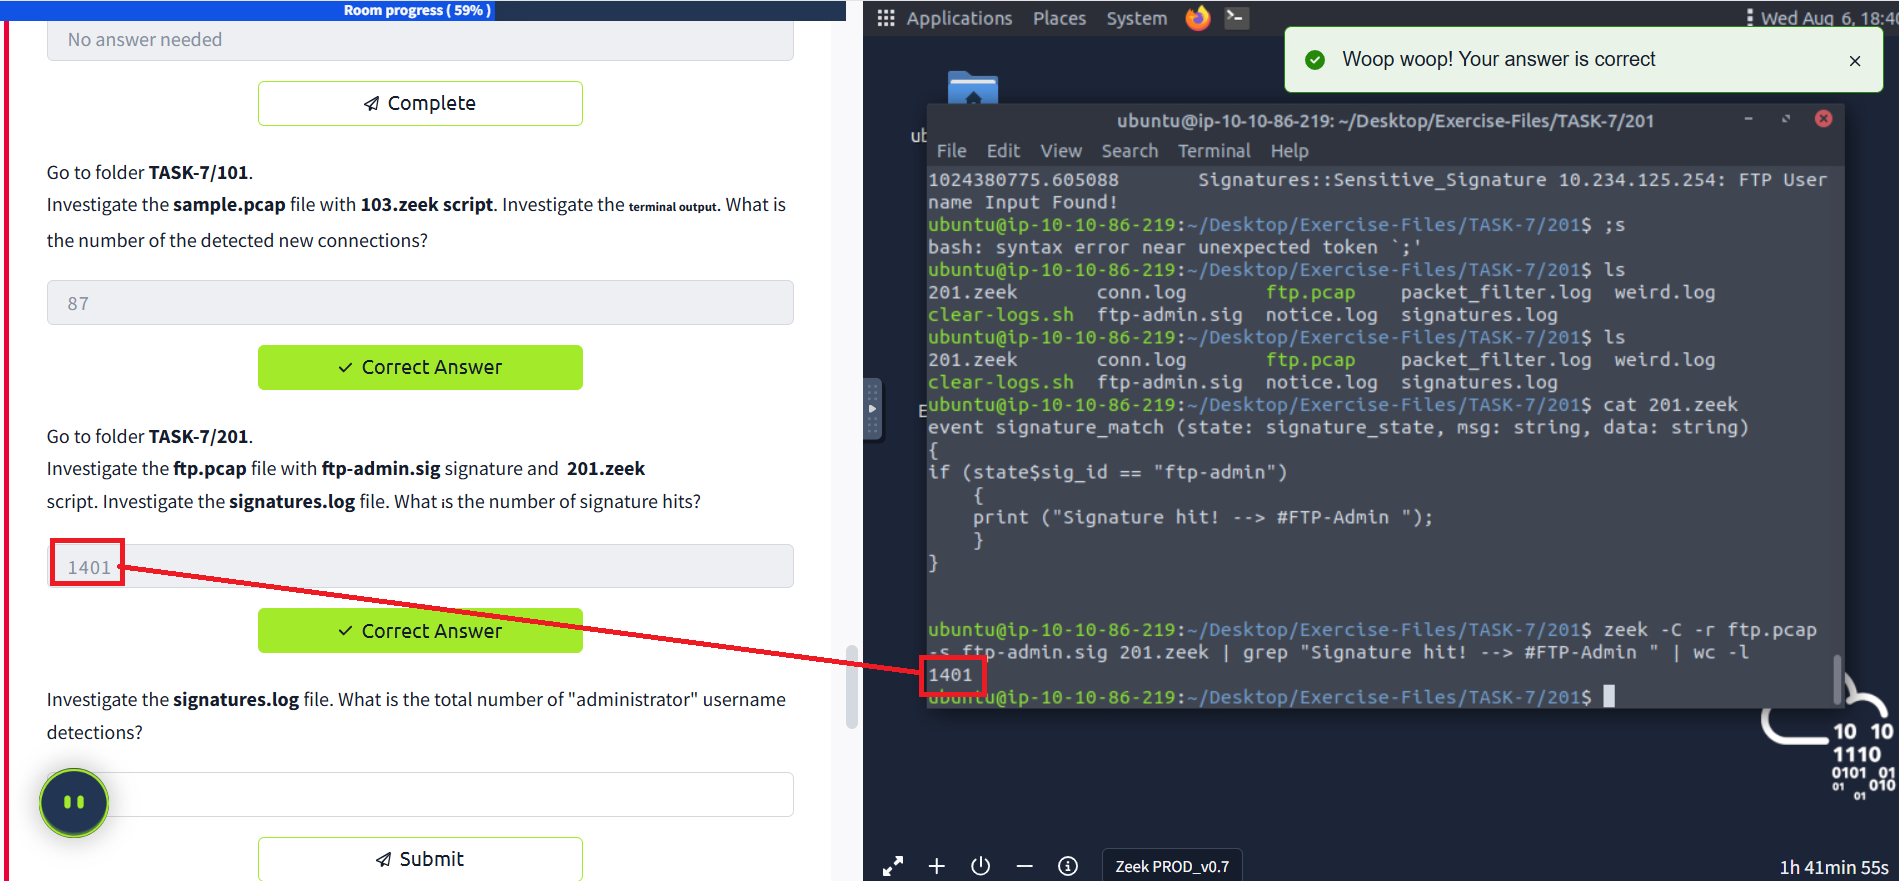 Room progress ( 59% )
No answer needed
Complete
Go to folder TASK-7/101.
Investigate the sample.pcap file with 103.zeek script. Investigate the terminal output. What is
the number of the detected new connections?
87
Correct Answer
Go to folder TASK-7/201.
Investigate the ftp.pcap file with ftp-admin.sig signature and 201.zeek
script. Investigate the signatures.log file. What is the number of signature hits?
1401
Correct Answer
Investigate the signatures.log file. What is the total number of "administrator" username
detections?
Submit
Applications Places System
Wed Aug 6, 18:40
Woop woop! Your answer is correct
ub
ubuntu@ip-10-10-86-219: ~/Desktop/Exercise-Files/TASK-7/201
File Edit View Search Terminal Help
1024380775.605088 Signatures::Sensitive_Signature 10.234.125.254: FTP User
name Input Found!
ubuntu@ip-10-10-86-219:~/Desktop/Exercise-Files/TASK-7/201$ ;s
bash: syntax error near unexpected token `;'
ubuntu@ip-10-10-86-219:~/Desktop/Exercise-Files/TASK-7/201$ ls
201.zeek conn.log ftp.pcap packet_filter.log weird.log
clear-logs.sh ftp-admin.sig notice.log signatures.log
ubuntu@ip-10-10-86-219:~/Desktop/Exercise-Files/TASK-7/201$ ls
201.zeek conn.log ftp.pcap packet_filter.log weird.log
clear-logs.sh ftp-admin.sig notice.log signatures.log
E
ubuntu@ip-10-10-86-219:~/Desktop/Exercise-Files/TASK-7/201$ cat 201.zeek
event signature_match (state: signature_state, msg: string, data: string)
{
if (state$sig_id == "ftp-admin")
{
print ("Signature hit! --> #FTP-Admin ");
}
}
ubuntu@ip-10-10-86-219:~/Desktop/Exercise-Files/TASK-7/201$ zeek -C -r ftp.pcap
-s ftp-admin.sig 201.zeek | grep "Signature hit! --> #FTP-Admin " | wc -l
1401
ubuntu@ip-10-10-86-219:~/Desktop/Exercise-Files/TASK-7/201$
10 10
1110
0101 01
01 010
01
Zeek PROD_v0.7
1h 41min 55s